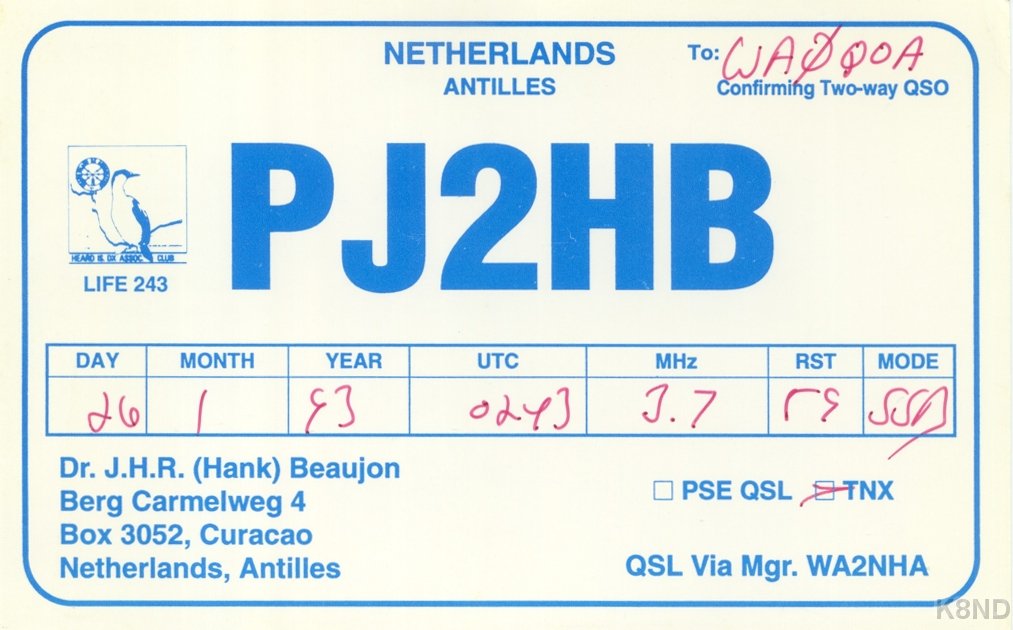 NETHERLANDS
ANTILLES
To: WAØQOA
Confirming Two-way QSO
PJ2HB
HEARD IS. DX ASSOC. CLUB
LIFE 243
DAY MONTH YEAR UTC MHz RST MODE
26 1 93 0243 3.7 59 SSB
Dr. J.H.R. (Hank) Beaujon
Berg Carmelweg 4
Box 3052, Curacao
Netherlands, Antilles
PSE QSL TNX
QSL Via Mgr. WA2NHA
K8ND